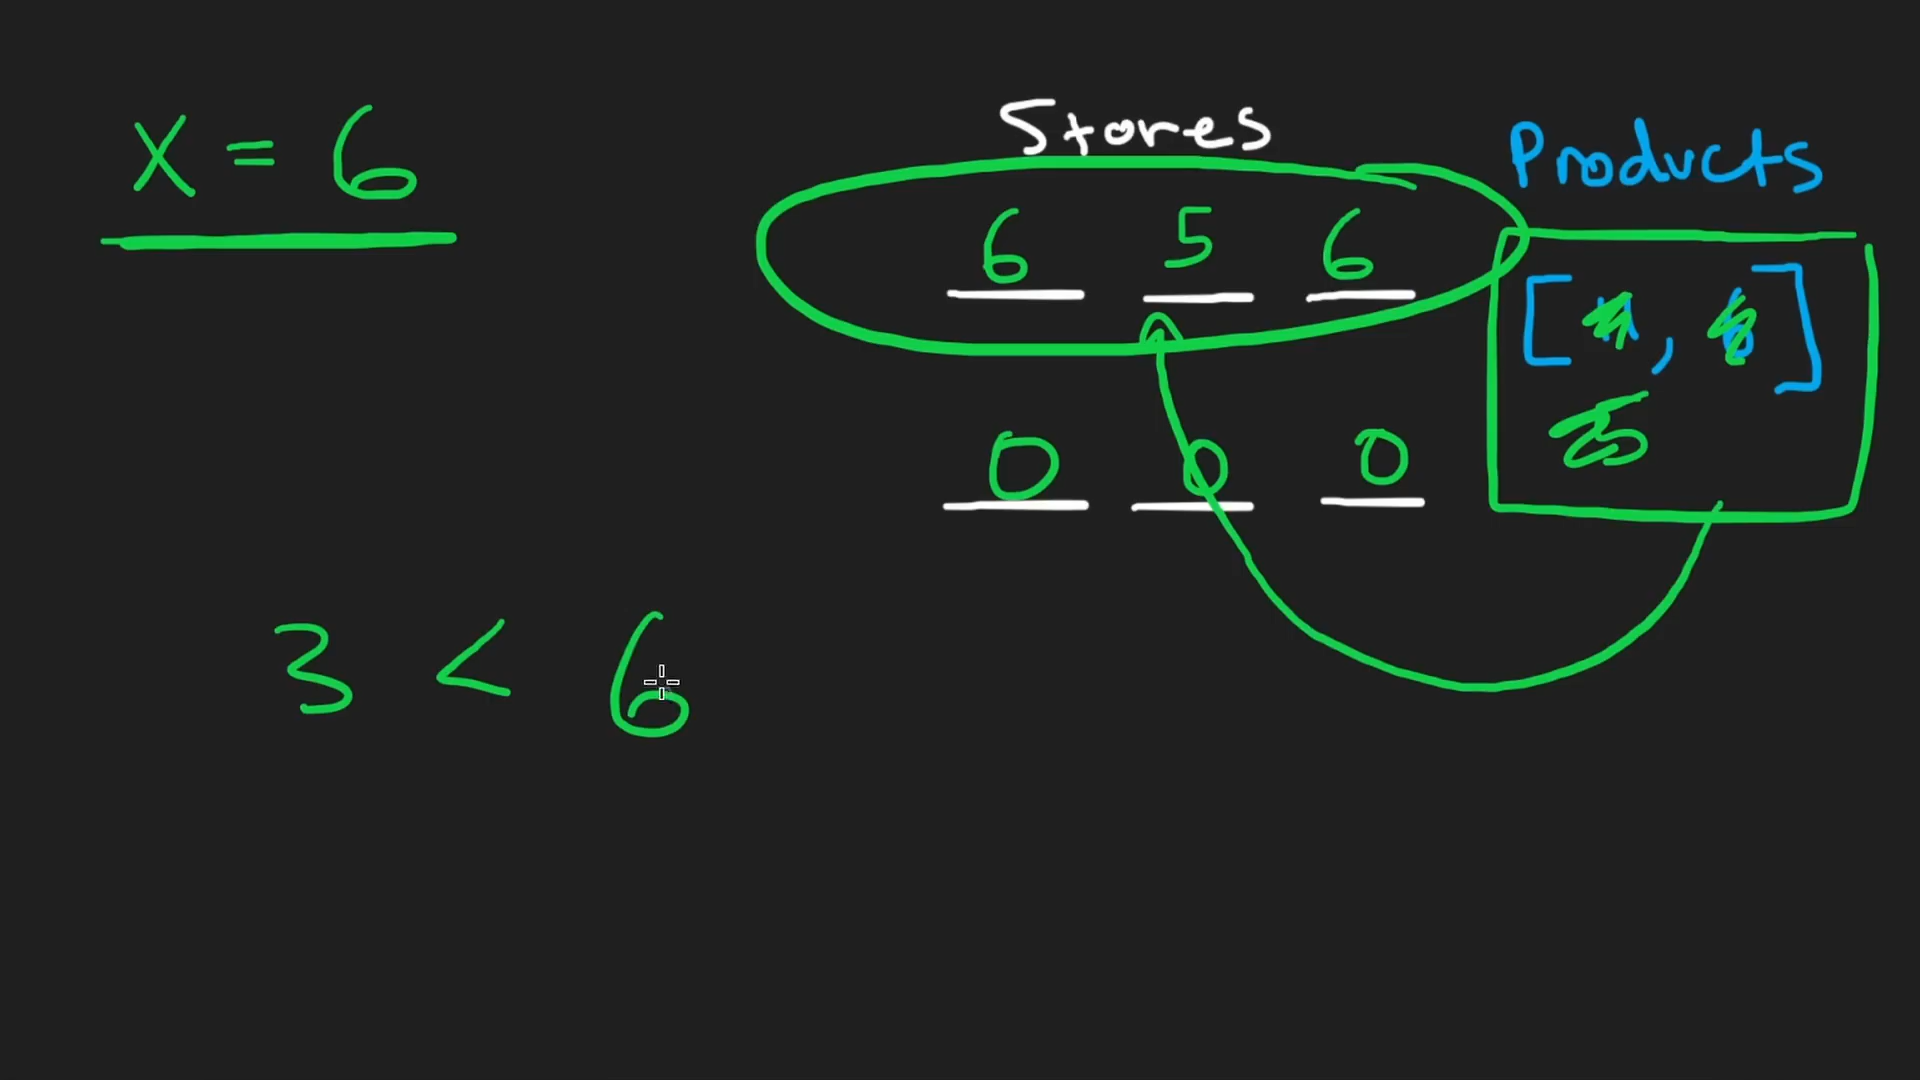 x = 6
Stores
Products
6 5 6
[ , ]
0 0 0
3 < 6